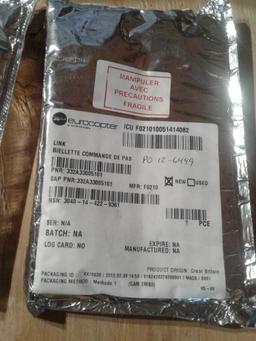 MANIPULER
AVEC
PRECAUTIONS
FRAGILE
eurocopter
ICU F021010051414082
LINK
BIELLETTE COMMANDE DE PAS
PO 12-6449
PNR: 332A33005101
SAP PNR:332A33005101
MFR: F0210
NEW USED
NSN: 3040-14-422-9361
SER: N/A
1 PCE
BATCH: NA
EXPIRE: NA
LOG CARD: NO
MANUFACTURED: NA
PRODUCT ORIGIN: Great Britain
PACKAGING ID
PACKAGING METHOD : Methode 1